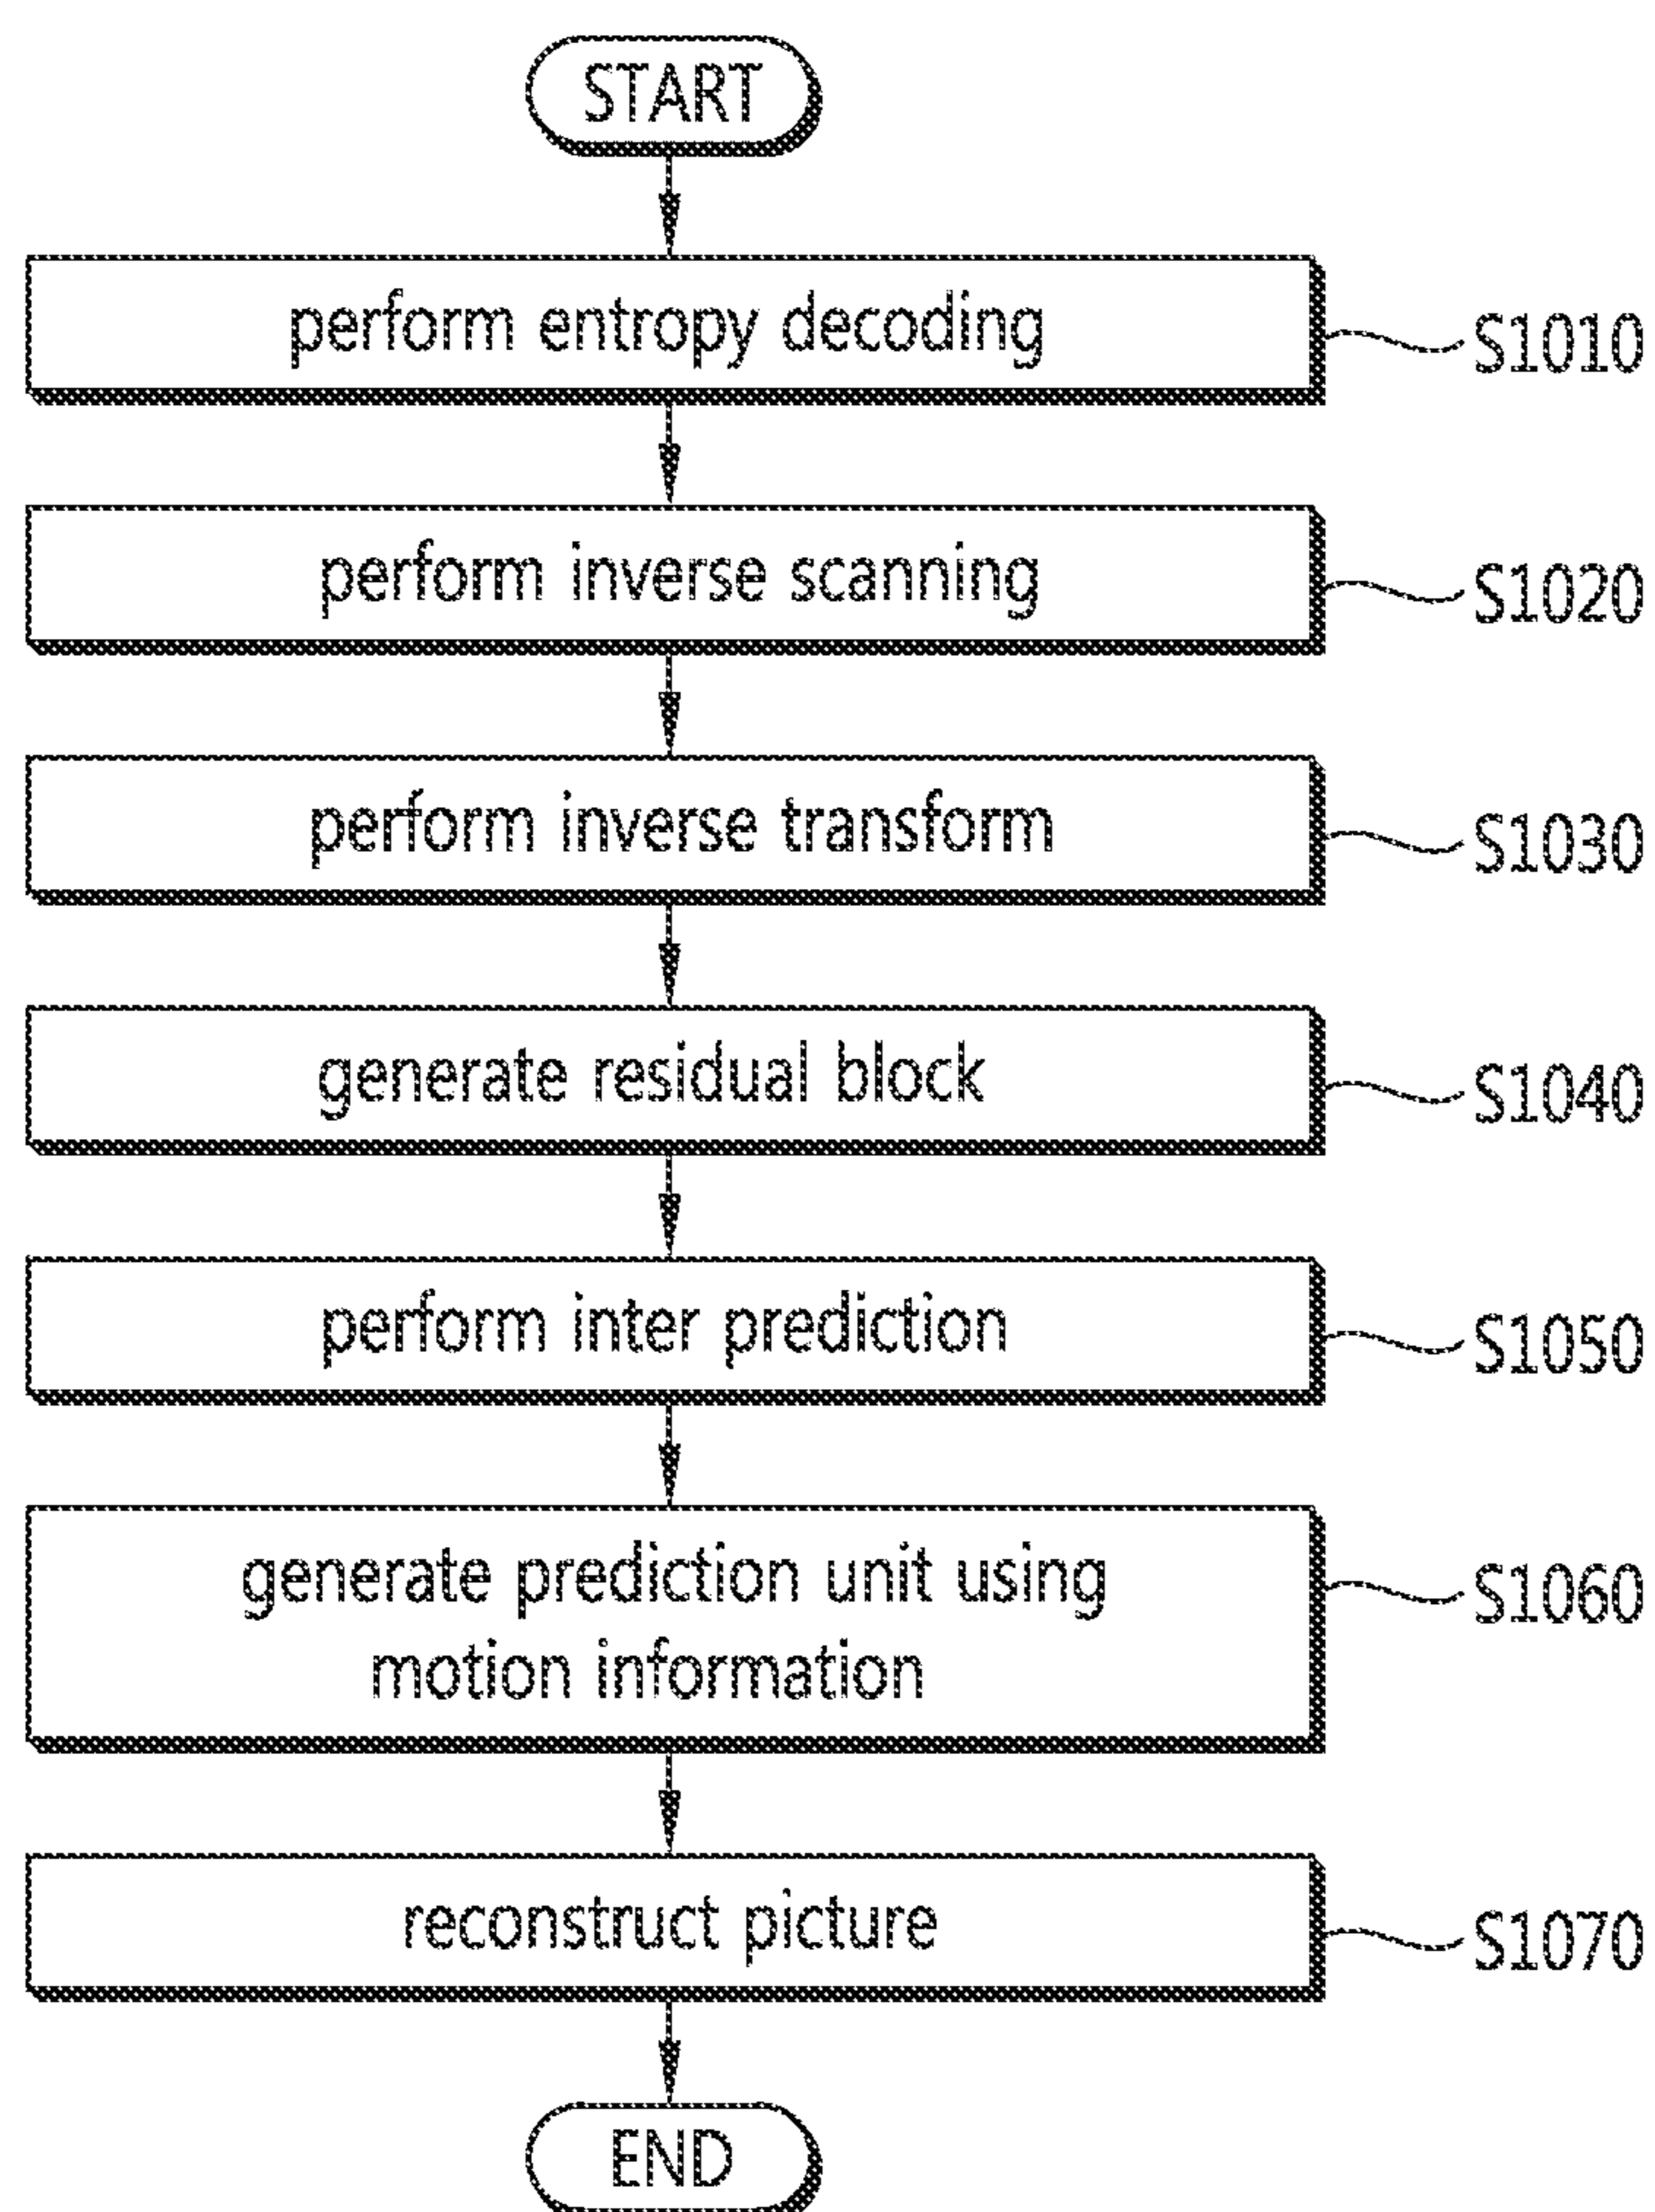 START
perform entropy decoding
S1010
perform inverse scanning
S1020
perform inverse transform
S1030
generate residual block
S1040
perform inter prediction
S1050
generate prediction unit using
motion information
S1060
reconstruct picture
S1070
END